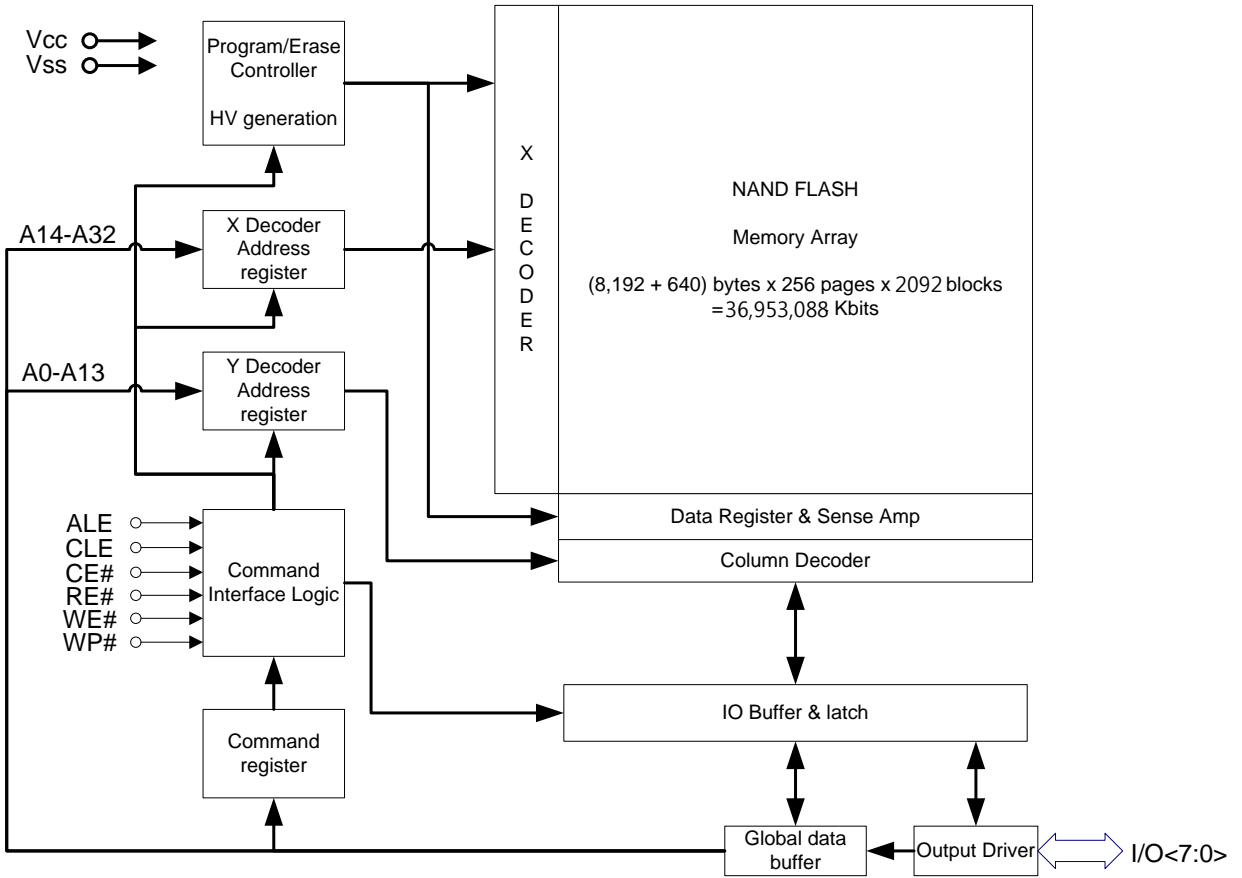 Vcc
Vss
Program/Erase
Controller
HV generation
X
DECODER
NAND FLASH
Memory Array
(8,192 + 640) bytes x 256 pages x 2092 blocks
=36,953,088 Kbits
A14-A32
X Decoder
Address
register
A0-A13
Y Decoder
Address
register
Data Register & Sense Amp
Column Decoder
ALE
CLE
CE#
RE#
WE#
WP#
Command
Interface Logic
IO Buffer & latch
Command
register
Global data
buffer
Output Driver
I/O<7:0>